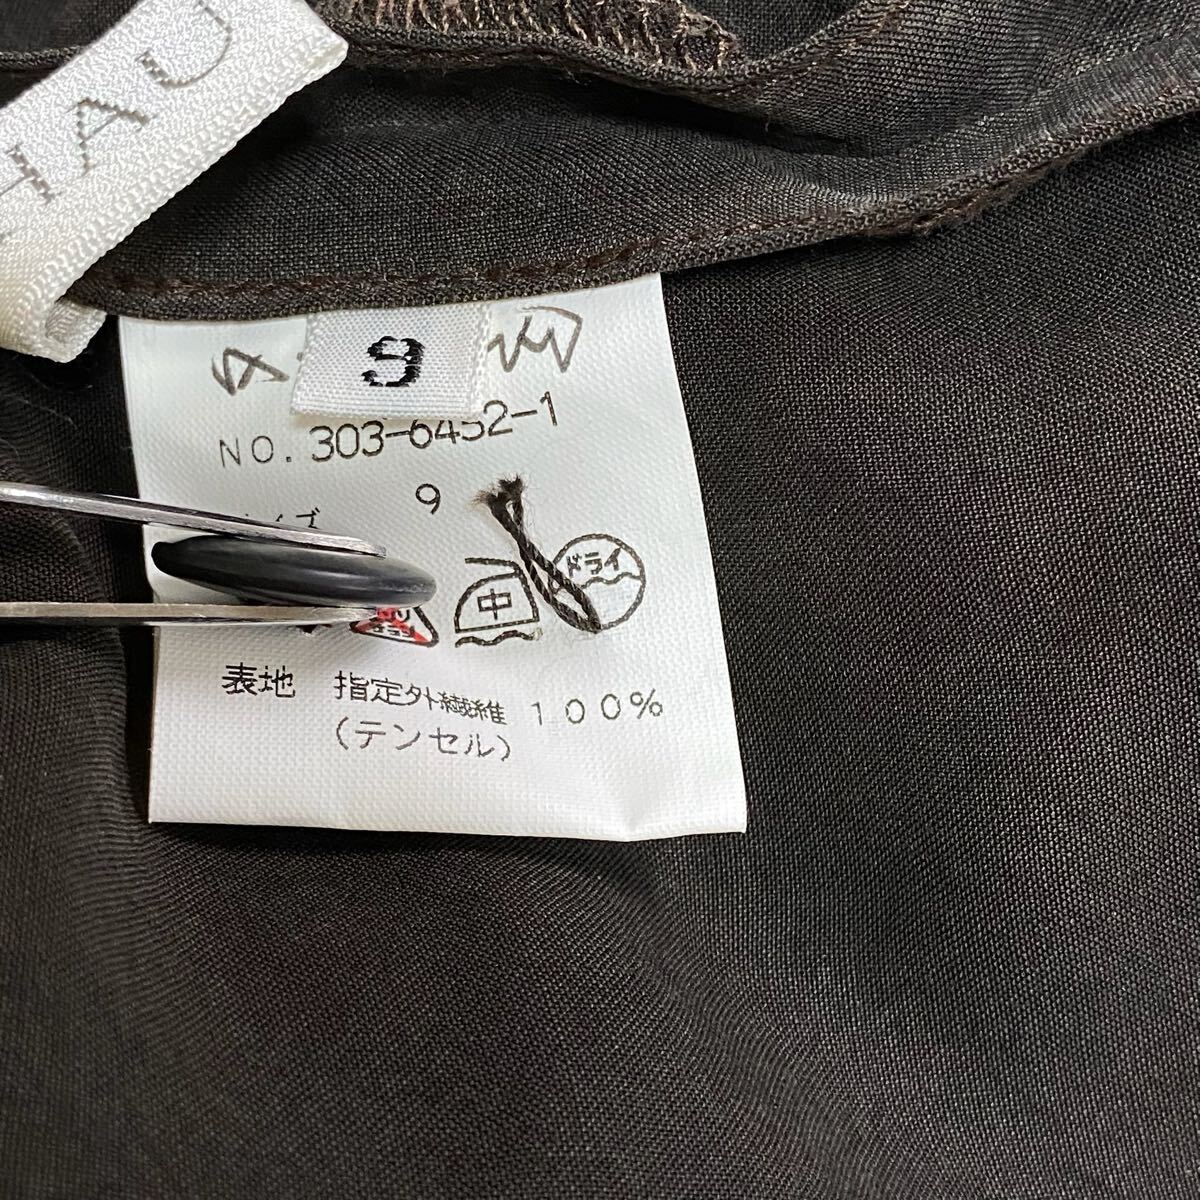 HAU
9
NO. 303-6452-1
9
中 ドライ
表地 指定外繊維 100%
(テンセル)